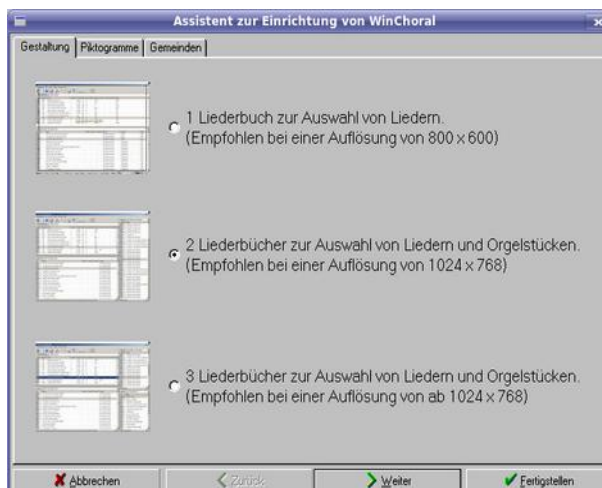 Assistent zur Einrichtung von WinChoral
Gestaltung Piktogramme Gemeinden
1 Liederbuch zur Auswahl von Liedern.
(Empfohlen bei einer Auflösung von 800 x 600)
2 Liederbücher zur Auswahl von Liedern und Orgelstücken.
(Empfohlen bei einer Auflösung von 1024 x 768)
3 Liederbücher zur Auswahl von Liedern und Orgelstücken.
(Empfohlen bei einer Auflösung von ab 1024 x 768)
Abbrechen Zurück Weiter Fertigstellen